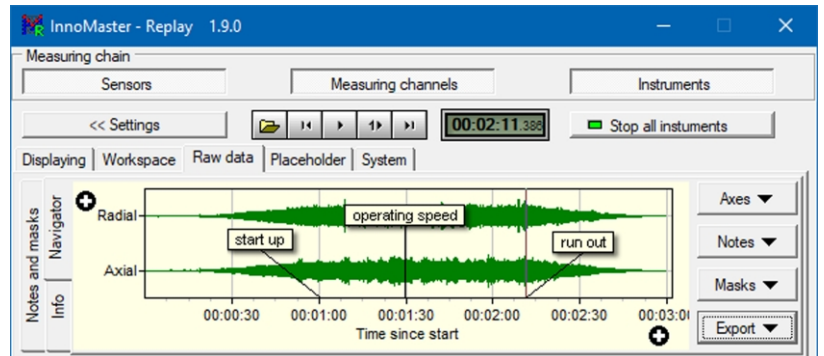 InnoMaster - Replay 1.9.0
Measuring chain
Sensors Measuring channels Instruments
<< Settings 00:02:11.386 Stop all instuments
Displaying Workspace Raw data Placeholder System
Notes and masks
Navigator
Info
Radial
Axial
operating speed
start up
run out
00:00:30 00:01:00 00:01:30 00:02:00 00:02:30 00:03:0
Time since start
Axes
Notes
Masks
Export